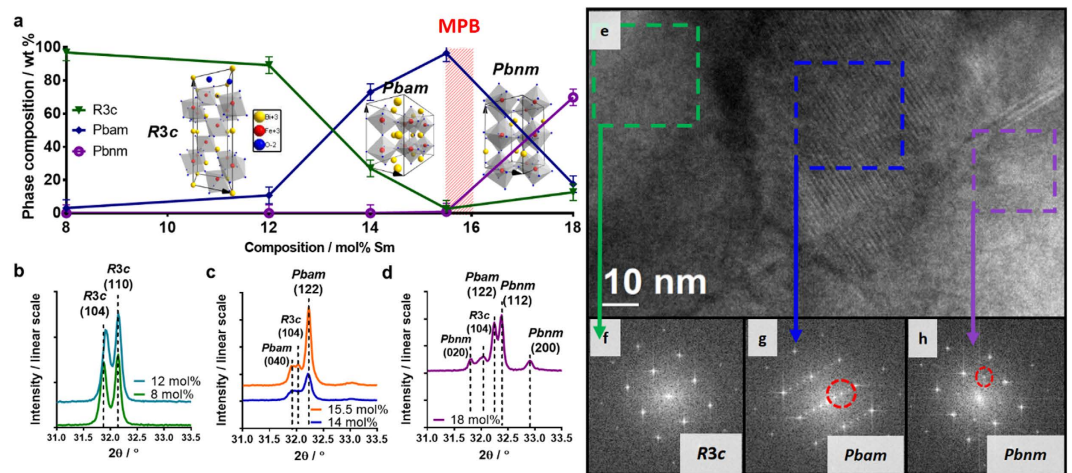 a
MPB
Phase composition / wt %
100
80
60
40
20
0
R3c
Pbam
Pbnm
R3c
Bi+3
Fe+3
O-2
Pbam
Pbnm
8
10
12
14
16
18
Composition / mol% Sm
b
Intensity / linear scale
R3c
(104)
R3c
(110)
12 mol%
8 mol%
31.0 31.5 32.0 32.5 33.0 33.5
2θ / °
c
Intensity / linear scale
Pbam
(122)
R3c
(104)
Pbam
(040)
15.5 mol%
14 mol%
31.0 31.5 32.0 32.5 33.0 33.5
2θ / °
d
Intensity / linear scale
Pbam
(122)
Pbnm
(112)
R3c
(104)
Pbnm
(020)
Pbnm
(200)
18 mol%
31.0 31.5 32.0 32.5 33.0 33.5
2θ / °
e
10 nm
f
R3c
g
Pbam
h
Pbnm